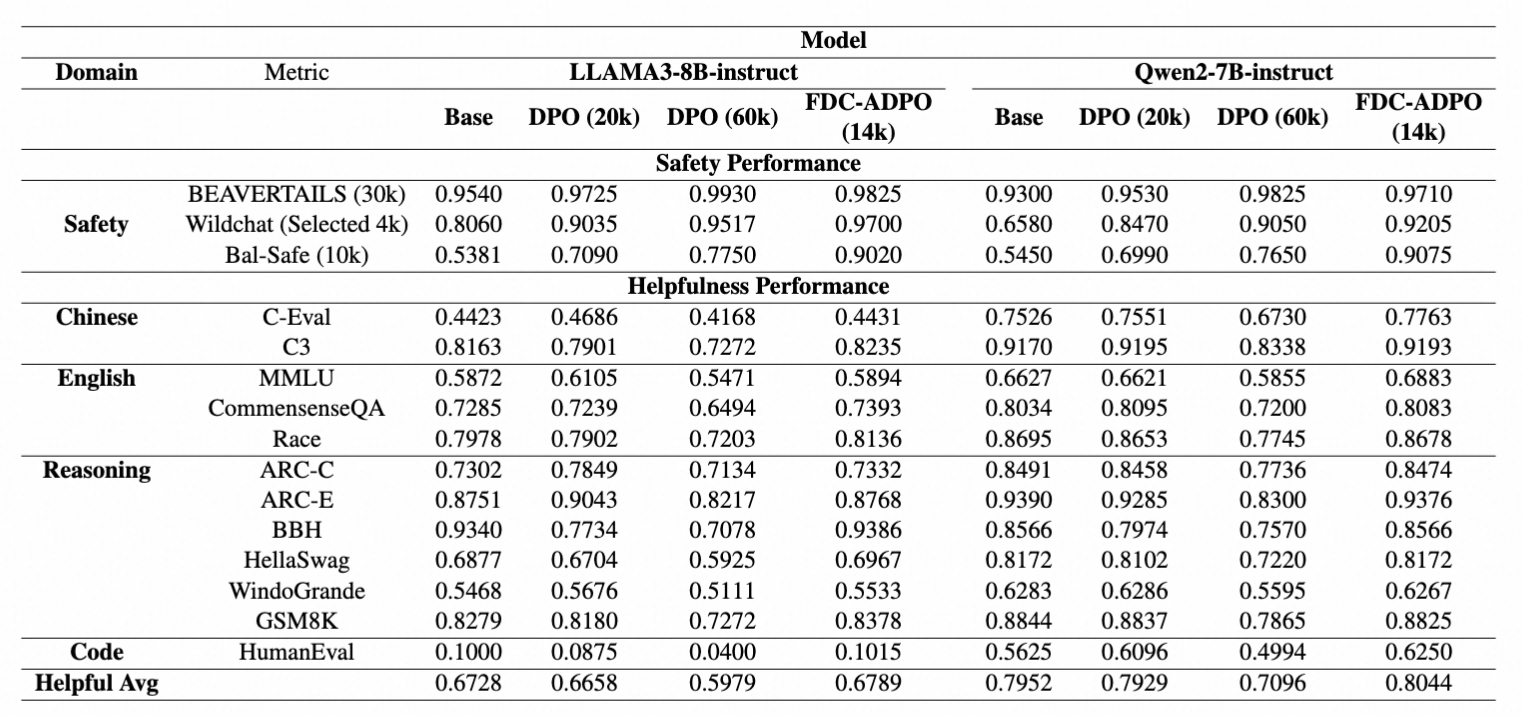 Model
Domain Metric LLAMA3-8B-instruct Qwen2-7B-instruct
Base DPO (20k) DPO (60k) FDC-ADPO (14k) Base DPO (20k) DPO (60k) FDC-ADPO (14k)
Safety Performance
BEAVERTAILS (30k) 0.9540 0.9725 0.9930 0.9825 0.9300 0.9530 0.9825 0.9710
Safety Wildchat (Selected 4k) 0.8060 0.9035 0.9517 0.9700 0.6580 0.8470 0.9050 0.9205
Bal-Safe (10k) 0.5381 0.7090 0.7750 0.9020 0.5450 0.6990 0.7650 0.9075
Helpfulness Performance
Chinese C-Eval 0.4423 0.4686 0.4168 0.4431 0.7526 0.7551 0.6730 0.7763
C3 0.8163 0.7901 0.7272 0.8235 0.9170 0.9195 0.8338 0.9193
English MMLU 0.5872 0.6105 0.5471 0.5894 0.6627 0.6621 0.5855 0.6883
CommensenseQA 0.7285 0.7239 0.6494 0.7393 0.8034 0.8095 0.7200 0.8083
Race 0.7978 0.7902 0.7203 0.8136 0.8695 0.8653 0.7745 0.8678
Reasoning ARC-C 0.7302 0.7849 0.7134 0.7332 0.8491 0.8458 0.7736 0.8474
ARC-E 0.8751 0.9043 0.8217 0.8768 0.9390 0.9285 0.8300 0.9376
BBH 0.9340 0.7734 0.7078 0.9386 0.8566 0.7974 0.7570 0.8566
HellaSwag 0.6877 0.6704 0.5925 0.6967 0.8172 0.8102 0.7220 0.8172
WindoGrande 0.5468 0.5676 0.5111 0.5533 0.6283 0.6286 0.5595 0.6267
GSM8K 0.8279 0.8180 0.7272 0.8378 0.8844 0.8837 0.7865 0.8825
Code HumanEval 0.1000 0.0875 0.0400 0.1015 0.5625 0.6096 0.4994 0.6250
Helpful Avg 0.6728 0.6658 0.5979 0.6789 0.7952 0.7929 0.7096 0.8044